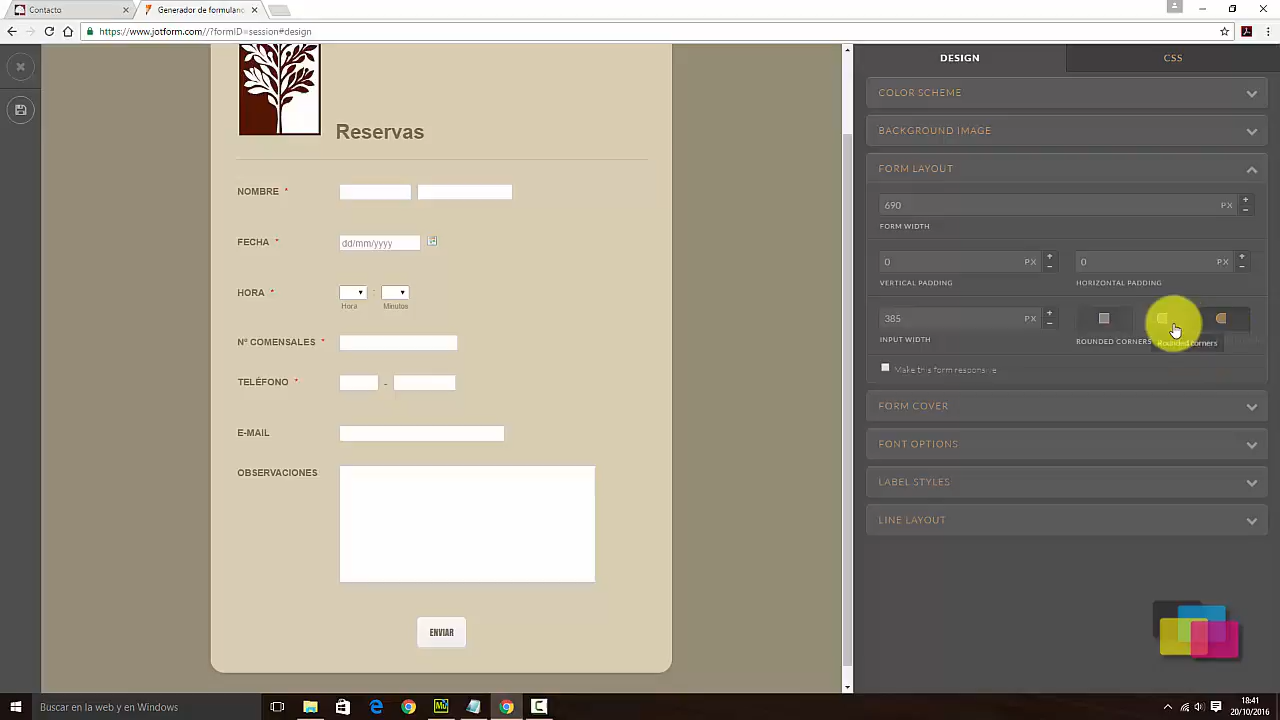 Contacto
Generador de formulario
https://www.jotform.com//?formID=session#design
DESIGN
CSS
COLOR SCHEME
BACKGROUND IMAGE
FORM LAYOUT
690 PX
FORM WIDTH
0 PX
0 PX
VERTICAL PADDING
HORIZONTAL PADDING
385 PX
INPUT WIDTH
ROUNDED CORNERS
Rounded corners
Make this form responsive
FORM COVER
FONT OPTIONS
LABEL STYLES
LINE LAYOUT
Reservas
NOMBRE *
FECHA *
dd/mm/yyyy
HORA *
:
Hora
Minutos
Nº COMENSALES *
TELÉFONO *
-
E-MAIL
OBSERVACIONES
ENVIAR
Buscar en la web y en Windows
18:41
20/10/2016